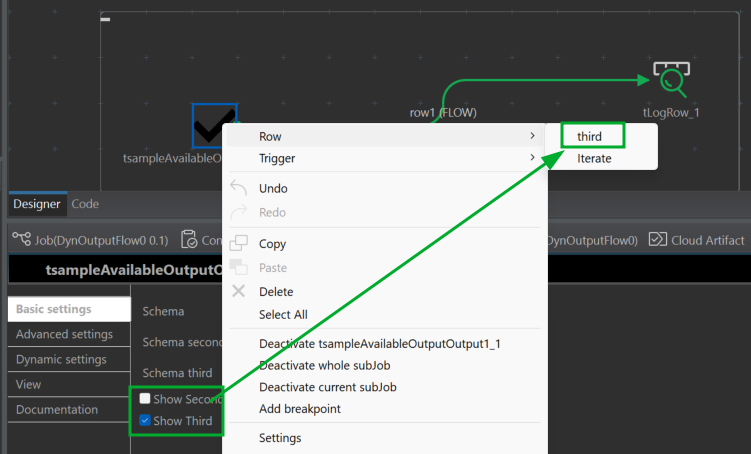 row1 (FLOW)
tLogRow_1
tsampleAvailableO
Row
third
Trigger
Iterate
Undo
Redo
Designer
Code
Job(DynOutputFlow0 0.1)
Con
Copy
DynOutputFlow0)
Cloud Artifact
tsampleAvailableOutputO
Paste
Delete
Select All
Basic settings
Schema
Advanced settings
Schema second
Deactivate tsampleAvailableOutputOutput1_1
Dynamic settings
Deactivate whole subJob
Schema third
View
Deactivate current subJob
Show Second
Documentation
Add breakpoint
Show Third
Settings